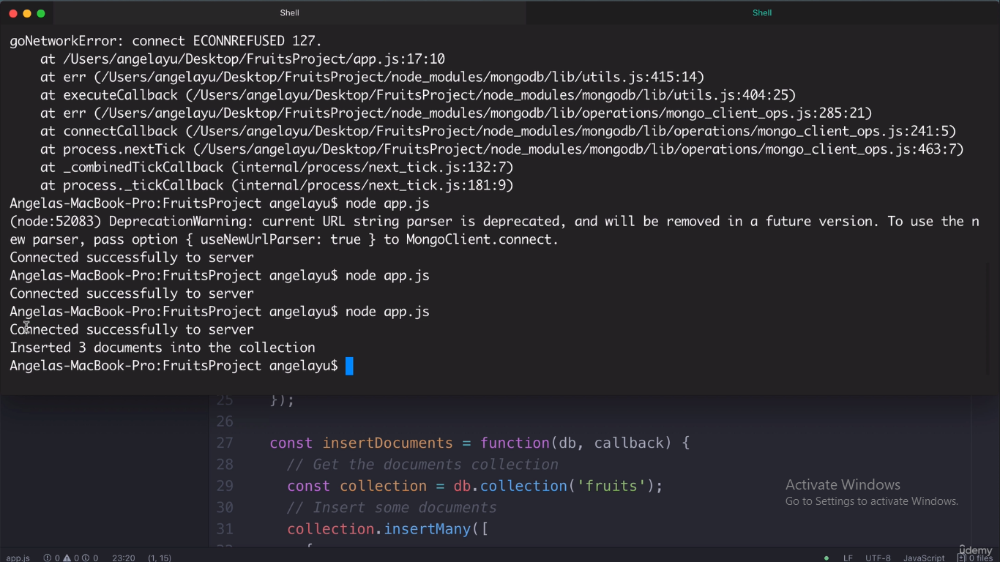 Shell
Shell
goNetworkError: connect ECONNREFUSED 127.
at /Users/angelayu/Desktop/FruitsProject/app.js:17:10
at err (/Users/angelayu/Desktop/FruitsProject/node_modules/mongodb/lib/utils.js:415:14)
at executeCallback (/Users/angelayu/Desktop/FruitsProject/node_modules/mongodb/lib/utils.js:404:25)
at err (/Users/angelayu/Desktop/FruitsProject/node_modules/mongodb/lib/operations/mongo_client_ops.js:285:21)
at connectCallback (/Users/angelayu/Desktop/FruitsProject/node_modules/mongodb/lib/operations/mongo_client_ops.js:241:5)
at process.nextTick (/Users/angelayu/Desktop/FruitsProject/node_modules/mongodb/lib/operations/mongo_client_ops.js:463:7)
at _combinedTickCallback (internal/process/next_tick.js:132:7)
at process._tickCallback (internal/process/next_tick.js:181:9)
Angelas-MacBook-Pro:FruitsProject angelayu$ node app.js
(node:52083) DeprecationWarning: current URL string parser is deprecated, and will be removed in a future version. To use the n
ew parser, pass option { useNewUrlParser: true } to MongoClient.connect.
Connected successfully to server
Angelas-MacBook-Pro:FruitsProject angelayu$ node app.js
Connected successfully to server
Angelas-MacBook-Pro:FruitsProject angelayu$ node app.js
Connected successfully to server
Inserted 3 documents into the collection
Angelas-MacBook-Pro:FruitsProject angelayu$
25 });
26
27 const insertDocuments = function(db, callback) {
28 // Get the documents collection
29 const collection = db.collection('fruits');
30 // Insert some documents
31 collection.insertMany([
Activate Windows
Go to Settings to activate Windows.
app.js 0 0 0 23:20 (1, 15) LF UTF-8 JavaScript 0 files
udemy